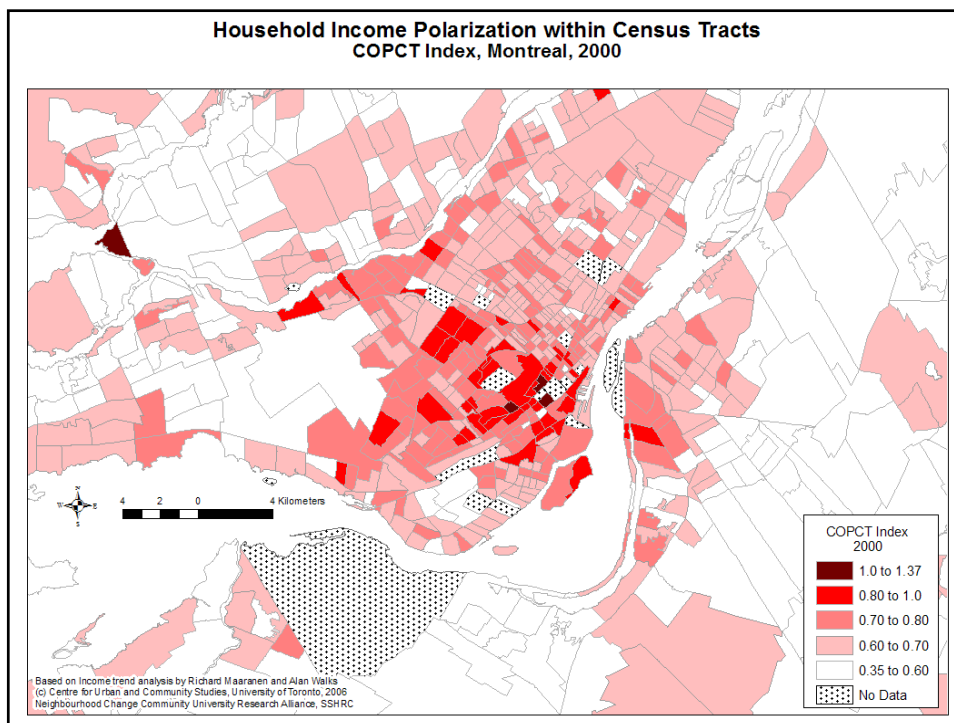 Household Income Polarization within Census Tracts
COPCT Index, Montreal, 2000
N
W E
S
4 2 0 4 Kilometers
COPCT Index
2000
1.0 to 1.37
0.80 to 1.0
0.70 to 0.80
0.60 to 0.70
0.35 to 0.60
No Data
Based on Income trend analysis by Richard Maaranen and Alan Walks
(c) Centre for Urban and Community Studies, University of Toronto, 2006
Neighbourhood Change Community University Research Alliance, SSHRC